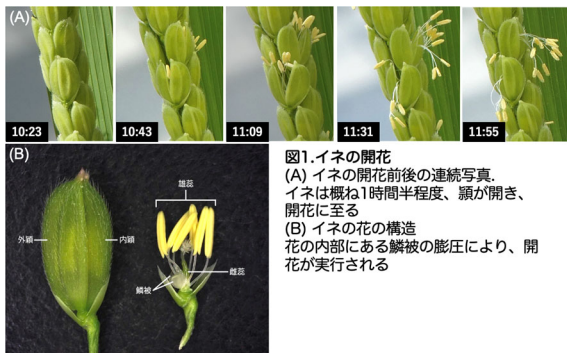 (A)
10:23
10:43
11:09
11:31
11:55
(B)
雄蕊
外穎
内穎
雌蕊
鱗被
図1.イネの開花
(A) イネの開花前後の連続写真.
イネは概ね1時間半程度、穎が開き、
開花に至る
(B) イネの花の構造
花の内部にある鱗被の膨圧により、開
花が実行される